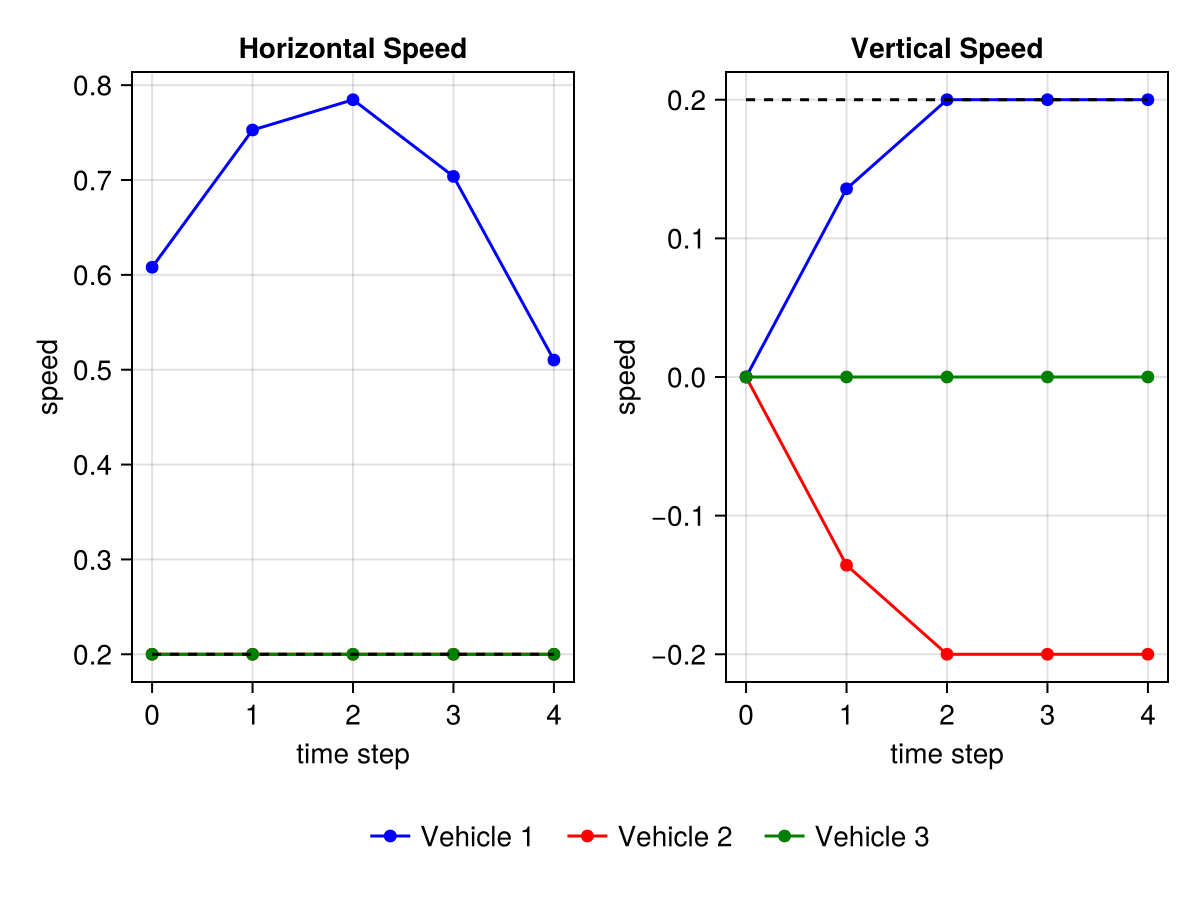 Horizontal Speed
0.8
0.7
0.6
0.5
0.4
0.3
0.2
speed
0 1 2 3 4
time step
Vertical Speed
0.2
0.1
0.0
−0.1
−0.2
speed
0 1 2 3 4
time step
Vehicle 1 Vehicle 2 Vehicle 3